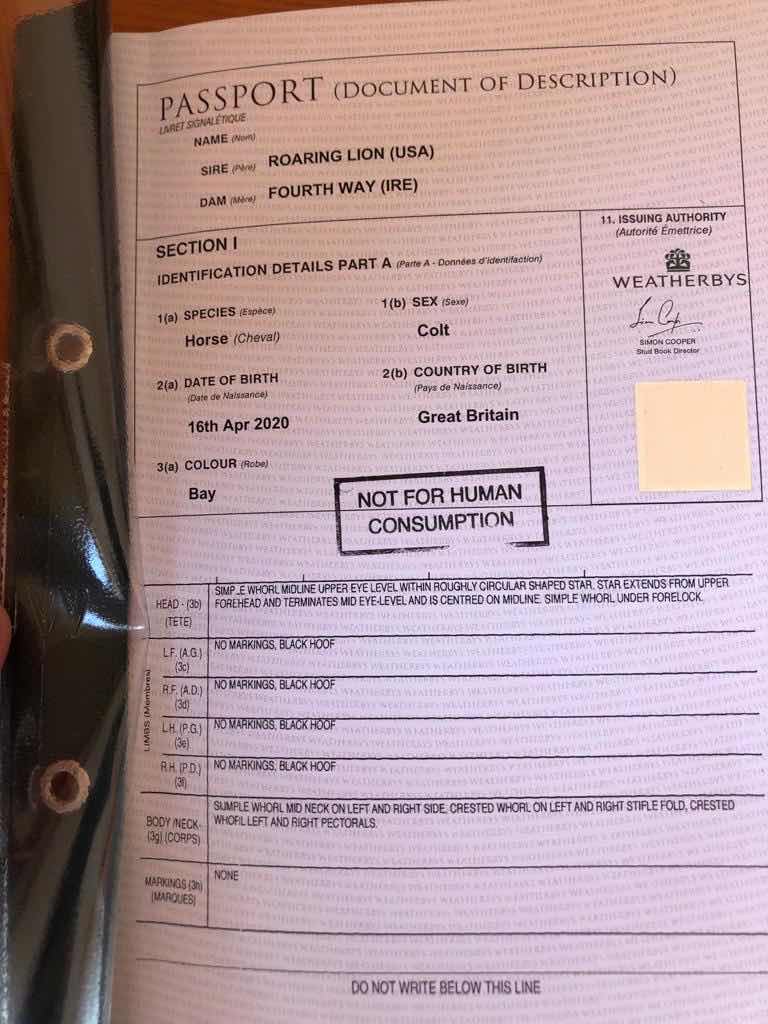 PASSPORT (DOCUMENT OF DESCRIPTION)
LIVRET SIGNALÉTIQUE
NAME (Nom)
SIRE (Père) ROARING LION (USA)
DAM (Mère) FOURTH WAY (IRE)
SECTION I
IDENTIFICATION DETAILS PART A (Parte A - Données d'identifaction)
1(a) SPECIES (Espèce)
Horse (Cheval)
1(b) SEX (Sexe)
Colt
2(a) DATE OF BIRTH
(Date de Naissance)
16th Apr 2020
2(b) COUNTRY OF BIRTH
(Pays de Naissance)
Great Britain
3(a) COLOUR (Robe)
Bay
11. ISSUING AUTHORITY
(Autorité Émettrice)
WEATHERBYS
SIMON COOPER
Stud Book Director
NOT FOR HUMAN
CONSUMPTION
HEAD - (3b)
(TETE)
SIMPLE WHORL MIDLINE UPPER EYE LEVEL WITHIN ROUGHLY CIRCULAR SHAPED STAR. STAR EXTENDS FROM UPPER
FOREHEAD AND TERMINATES MID EYE-LEVEL AND IS CENTRED ON MIDLINE. SIMPLE WHORL UNDER FORELOCK.
LIMBS (Membres)
L.F. (A.G.)
(3c)
NO MARKINGS, BLACK HOOF
R.F. (A.D.)
(3d)
NO MARKINGS, BLACK HOOF
L.H. (P.G.)
(3e)
NO MARKINGS, BLACK HOOF
R.H. (P.D.)
(3f)
NO MARKINGS, BLACK HOOF
BODY /NECK-
(3g) (CORPS)
SUMPLE WHORL MID NECK ON LEFT AND RIGHT SIDE, CRESTED WHORL ON LEFT AND RIGHT STIFLE FOLD, CRESTED
WHOFIL LEFT AND RIGHT PECTORALS.
MARKINGS (3h)
(MARQUES)
NONE
DO NOT WRITE BELOW THIS LINE